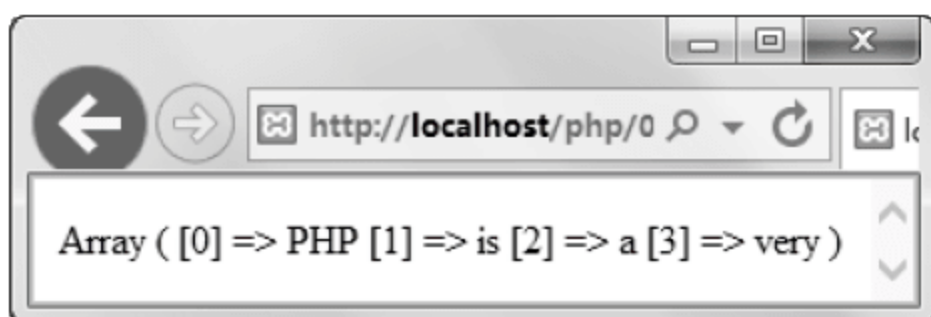 http://localhost/php/0
Array ( [0] => PHP [1] => is [2] => a [3] => very )